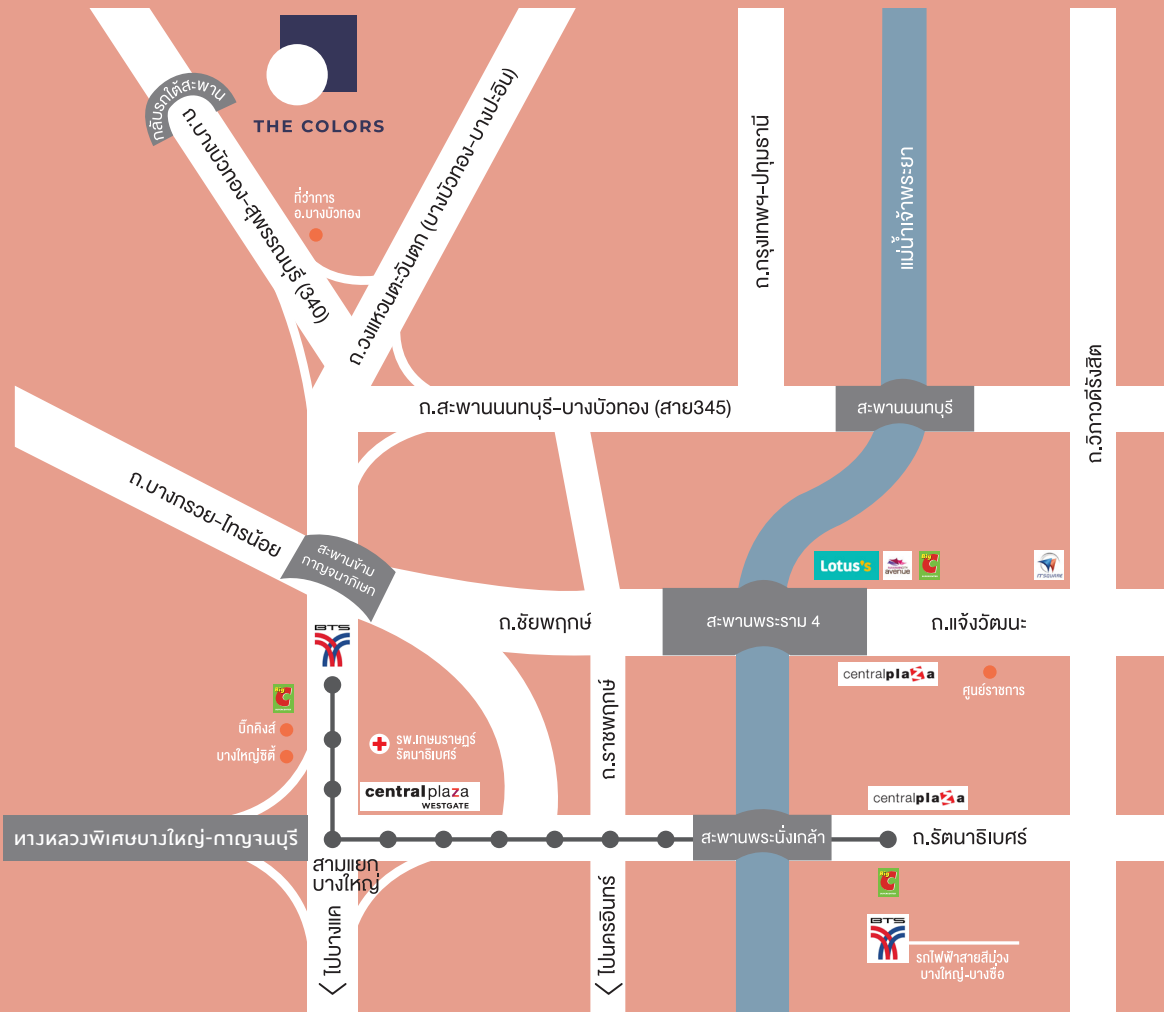 กลับรถใต้สะพาน
THE COLORS
ถ.บางบัวทอง-สุพรรณบุรี (340)
ที่ว่าการ
อ.บางบัวทอง
ถ.วงแหวนตะวันตก (บางบัวทอง-บางปะอิน)
ถ.กรุงเทพฯ-ปทุมธานี
แม่น้ำเจ้าพระยา
ถ.วิภาวดีรังสิต
ถ.สะพานนนทบุรี-บางบัวทอง (สาย345)
สะพานนนทบุรี
ถ.บางกรวย-ไทรน้อย
สะพานข้าม
กาญจนาภิเษก
Lotus's
avenue
Big C
IT SQUARE
ถ.ชัยพฤกษ์
สะพานพระราม 4
ถ.แจ้งวัฒนะ
BTS
centralplaza
ศูนย์ราชการ
Big C
บิ๊กคิงส์
บางใหญ่ซิตี้
รพ.เกษมราษฎร์
รัตนาธิเบศร์
ถ.ราชพฤกษ์
centralplaza
WESTGATE
centralplaza
ทางหลวงพิเศษบางใหญ่-กาญจนบุรี
สะพานพระนั่งเกล้า
ถ.รัตนาธิเบศร์
สามแยก
บางใหญ่
Big C
ไปบางแค
ไปนครอินทร์
BTS
รถไฟฟ้าสายสีม่วง
บางใหญ่-บางซื่อ